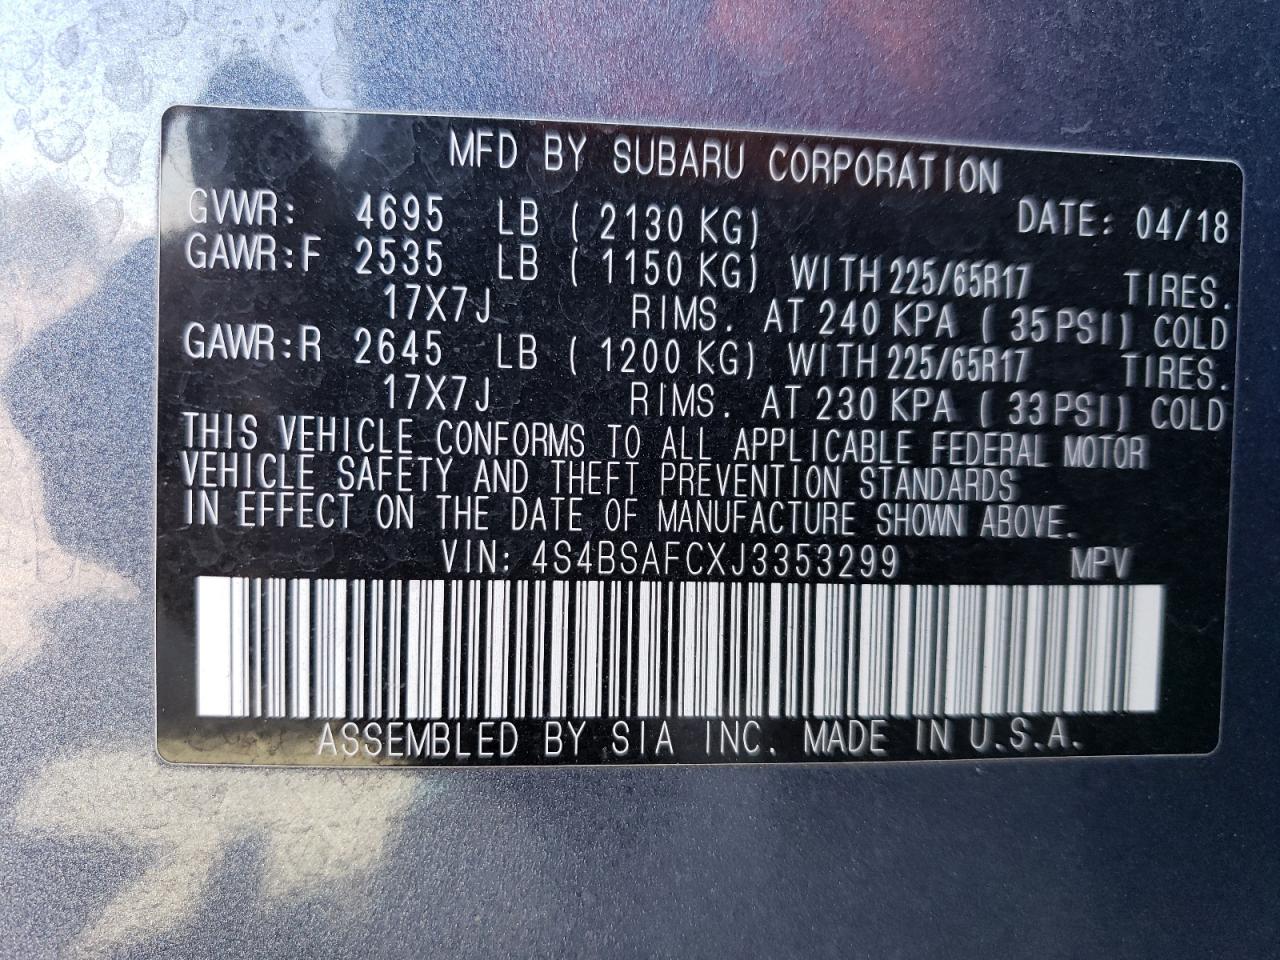 MFD BY SUBARU CORPORATION
GVWR: 4695 LB ( 2130 KG) DATE: 04/18
GAWR:F 2535 LB ( 1150 KG) WITH 225/65R17 TIRES.
17X7J RIMS. AT 240 KPA ( 35PSI) COLD
GAWR:R 2645 LB ( 1200 KG) WITH 225/65R17 TIRES.
17X7J RIMS. AT 230 KPA ( 33PSI) COLD
THIS VEHICLE CONFORMS TO ALL APPLICABLE FEDERAL MOTOR
VEHICLE SAFETY AND THEFT PREVENTION STANDARDS
IN EFFECT ON THE DATE OF MANUFACTURE SHOWN ABOVE.
VIN: 4S4BSAFCXJ3353299 MPV
ASSEMBLED BY SIA INC. MADE IN U.S.A.